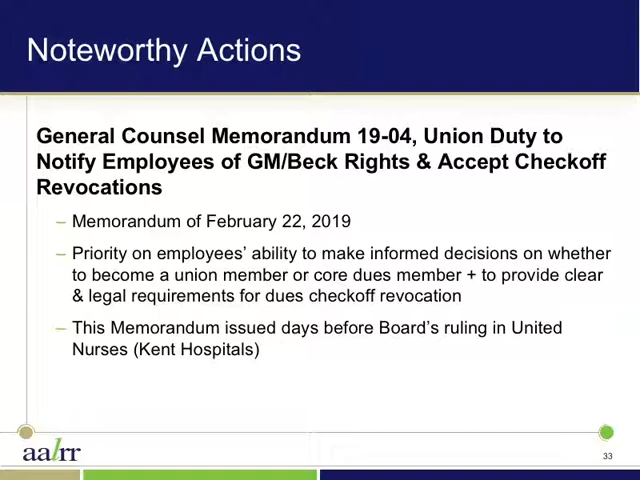 Noteworthy Actions
General Counsel Memorandum 19-04, Union Duty to
Notify Employees of GM/Beck Rights & Accept Checkoff
Revocations
– Memorandum of February 22, 2019
– Priority on employees’ ability to make informed decisions on whether
to become a union member or core dues member + to provide clear
& legal requirements for dues checkoff revocation
– This Memorandum issued days before Board’s ruling in United
Nurses (Kent Hospitals)
aalrr
33